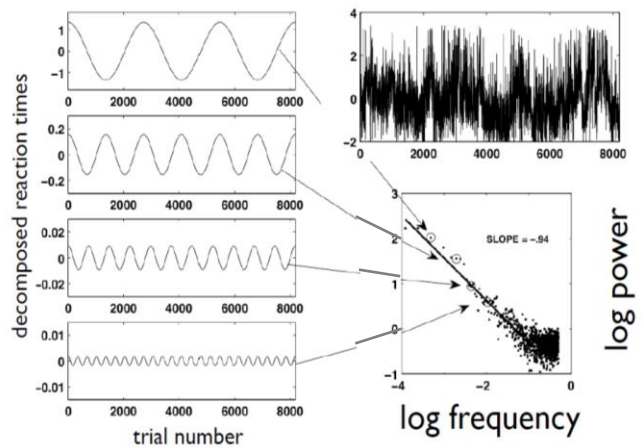 decomposed reaction times
1
0
-1
0 2000 4000 6000 8000
0.2
0
-0.2
0 2000 4000 6000 8000
0.02
0
-0.02
0 2000 4000 6000 8000
0.01
0
-0.01
0 2000 4000 6000 8000
trial number
4
2
0
-2
0 2000 4000 6000 8000
3
2
1
0
-1
SLOPE = -.94
-4 -2 0
log frequency
log power